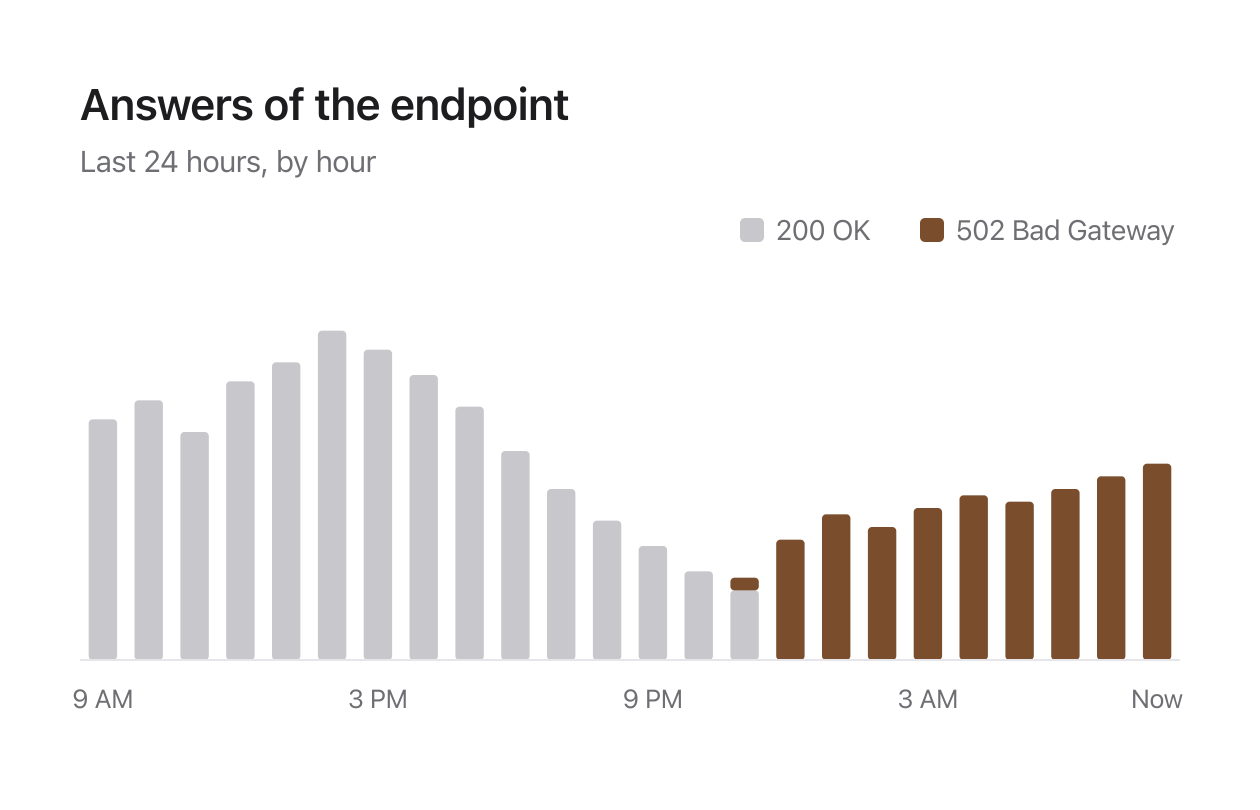 Answers of the endpoint
Last 24 hours, by hour
200 OK
502 Bad Gateway
9 AM
3 PM
9 PM
3 AM
Now